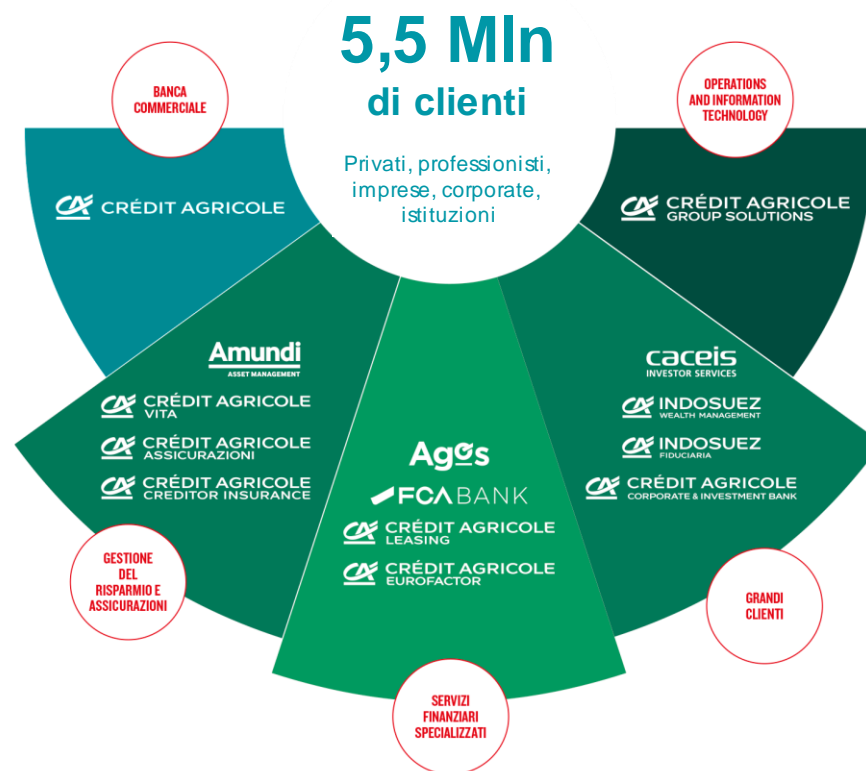 5,5 Mln
di clienti
Privati, professionisti,
imprese, corporate,
istituzioni
BANCA
COMMERCIALE
CRÉDIT AGRICOLE
OPERATIONS
AND INFORMATION
TECHNOLOGY
CRÉDIT AGRICOLE
GROUP SOLUTIONS
Amundi
ASSET MANAGEMENT
CRÉDIT AGRICOLE
VITA
CRÉDIT AGRICOLE
ASSICURAZIONI
CRÉDIT AGRICOLE
CREDITOR INSURANCE
GESTIONE
DEL
RISPARMIO E
ASSICURAZIONI
Agos
FCA BANK
CRÉDIT AGRICOLE
LEASING
CRÉDIT AGRICOLE
EUROFACTOR
SERVIZI
FINANZIARI
SPECIALIZZATI
caceis
INVESTOR SERVICES
INDOSUEZ
WEALTH MANAGEMENT
INDOSUEZ
FIDUCIARIA
CRÉDIT AGRICOLE
CORPORATE & INVESTMENT BANK
GRANDI
CLIENTI